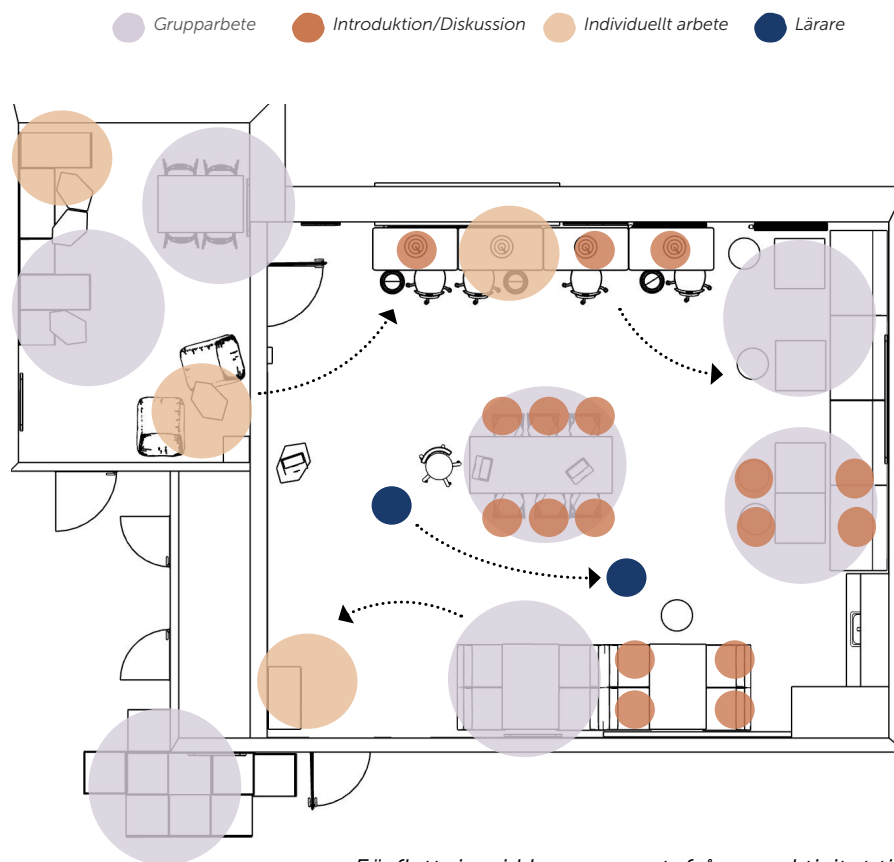 Grupparbete
Introduktion/Diskussion
Individuellt arbete
Lärare